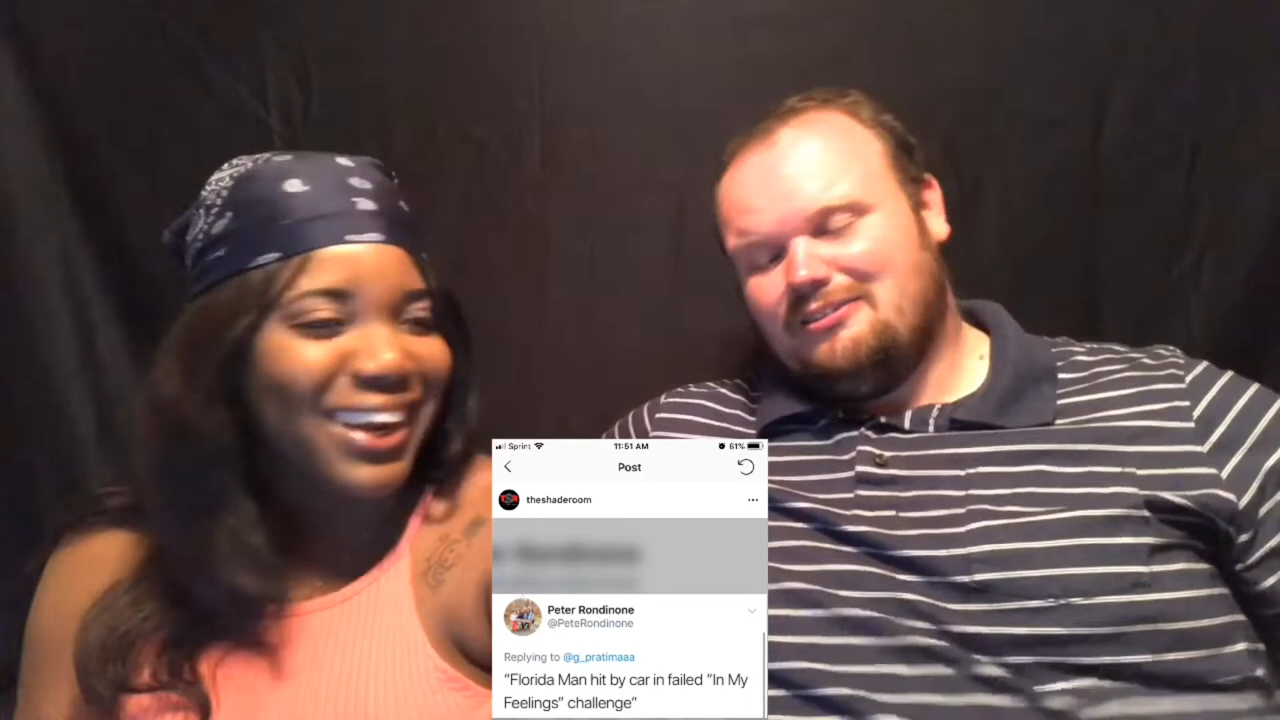 Sprint 11:51 AM 61%
Post
theshaderoom
Peter Rondinone
@PeteRondinone
Replying to @g_pratimaaa
“Florida Man hit by car in failed “In My
Feelings” challenge”